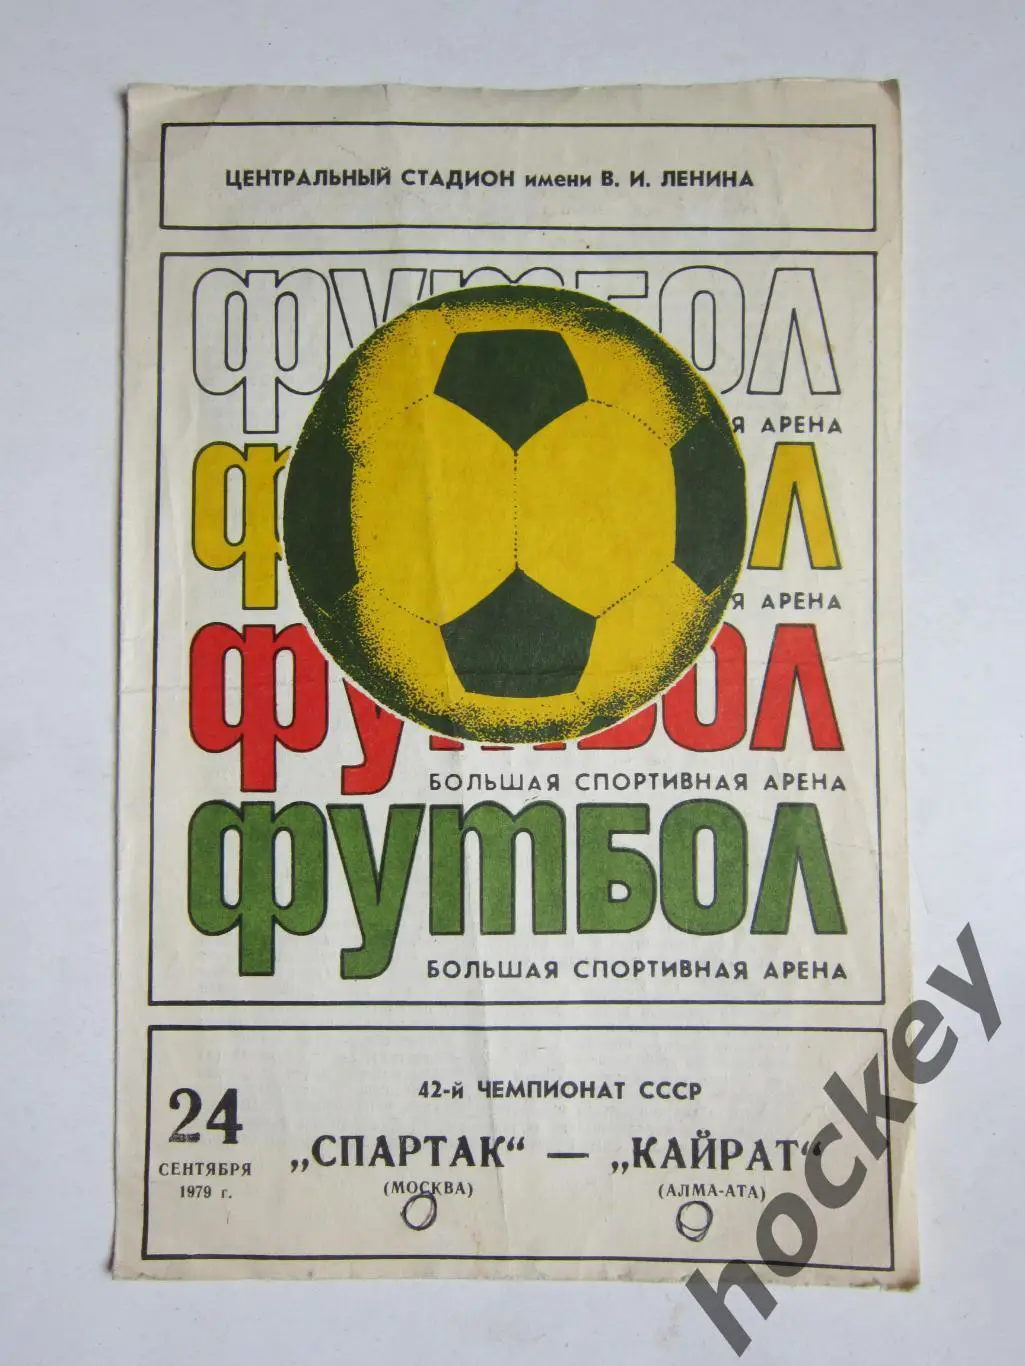 ЦЕНТРАЛЬНЫЙ СТАДИОН имени В. И. ЛЕНИНА
ФУТБОЛ
АРЕНА
АРЕНА
ФУТБОЛ
БОЛЬШАЯ СПОРТИВНАЯ АРЕНА
ФУТБОЛ
БОЛЬШАЯ СПОРТИВНАЯ АРЕНА
42-й ЧЕМПИОНАТ СССР
24 СЕНТЯБРЯ 1979 г.
„СПАРТАК“ — „КАЙРАТ“
(МОСКВА) (АЛМА-АТА)
0 0
hockey